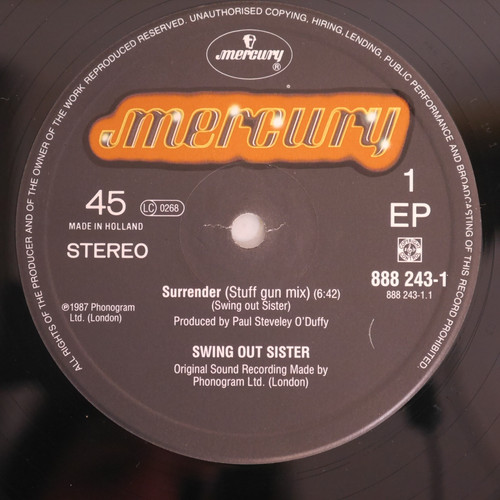 ALL RIGHTS OF THE PRODUCER AND OF THE OWNER OF THE WORK REPRODUCED RESERVED. UNAUTHORISED COPYING, HIRING, LENDING, PUBLIC PERFORMANCE AND BROADCASTING OF THIS RECORD PROHIBITED.
mercury ®
mercury
45 LC 0268
MADE IN HOLLAND
STEREO
1
EP
888 243-1
888 243-1.1
℗1987 Phonogram
Ltd. (London)
Surrender (Stuff gun mix) (6:42)
(Swing out Sister)
Produced by Paul Steveley O'Duffy
SWING OUT SISTER
Original Sound Recording Made by
Phonogram Ltd. (London)